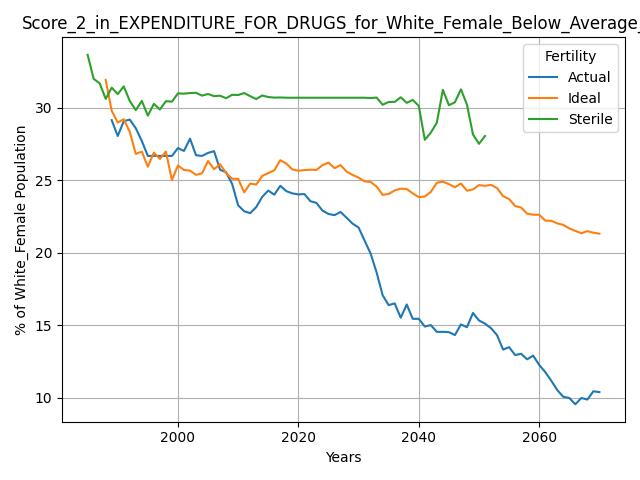 Score_2_in_EXPENDITURE_FOR_DRUGS_for_White_Female_Below_Average_
Fertility
Actual
Ideal
Sterile
% of White_Female Population
30
25
20
15
10
2000
2020
2040
2060
Years